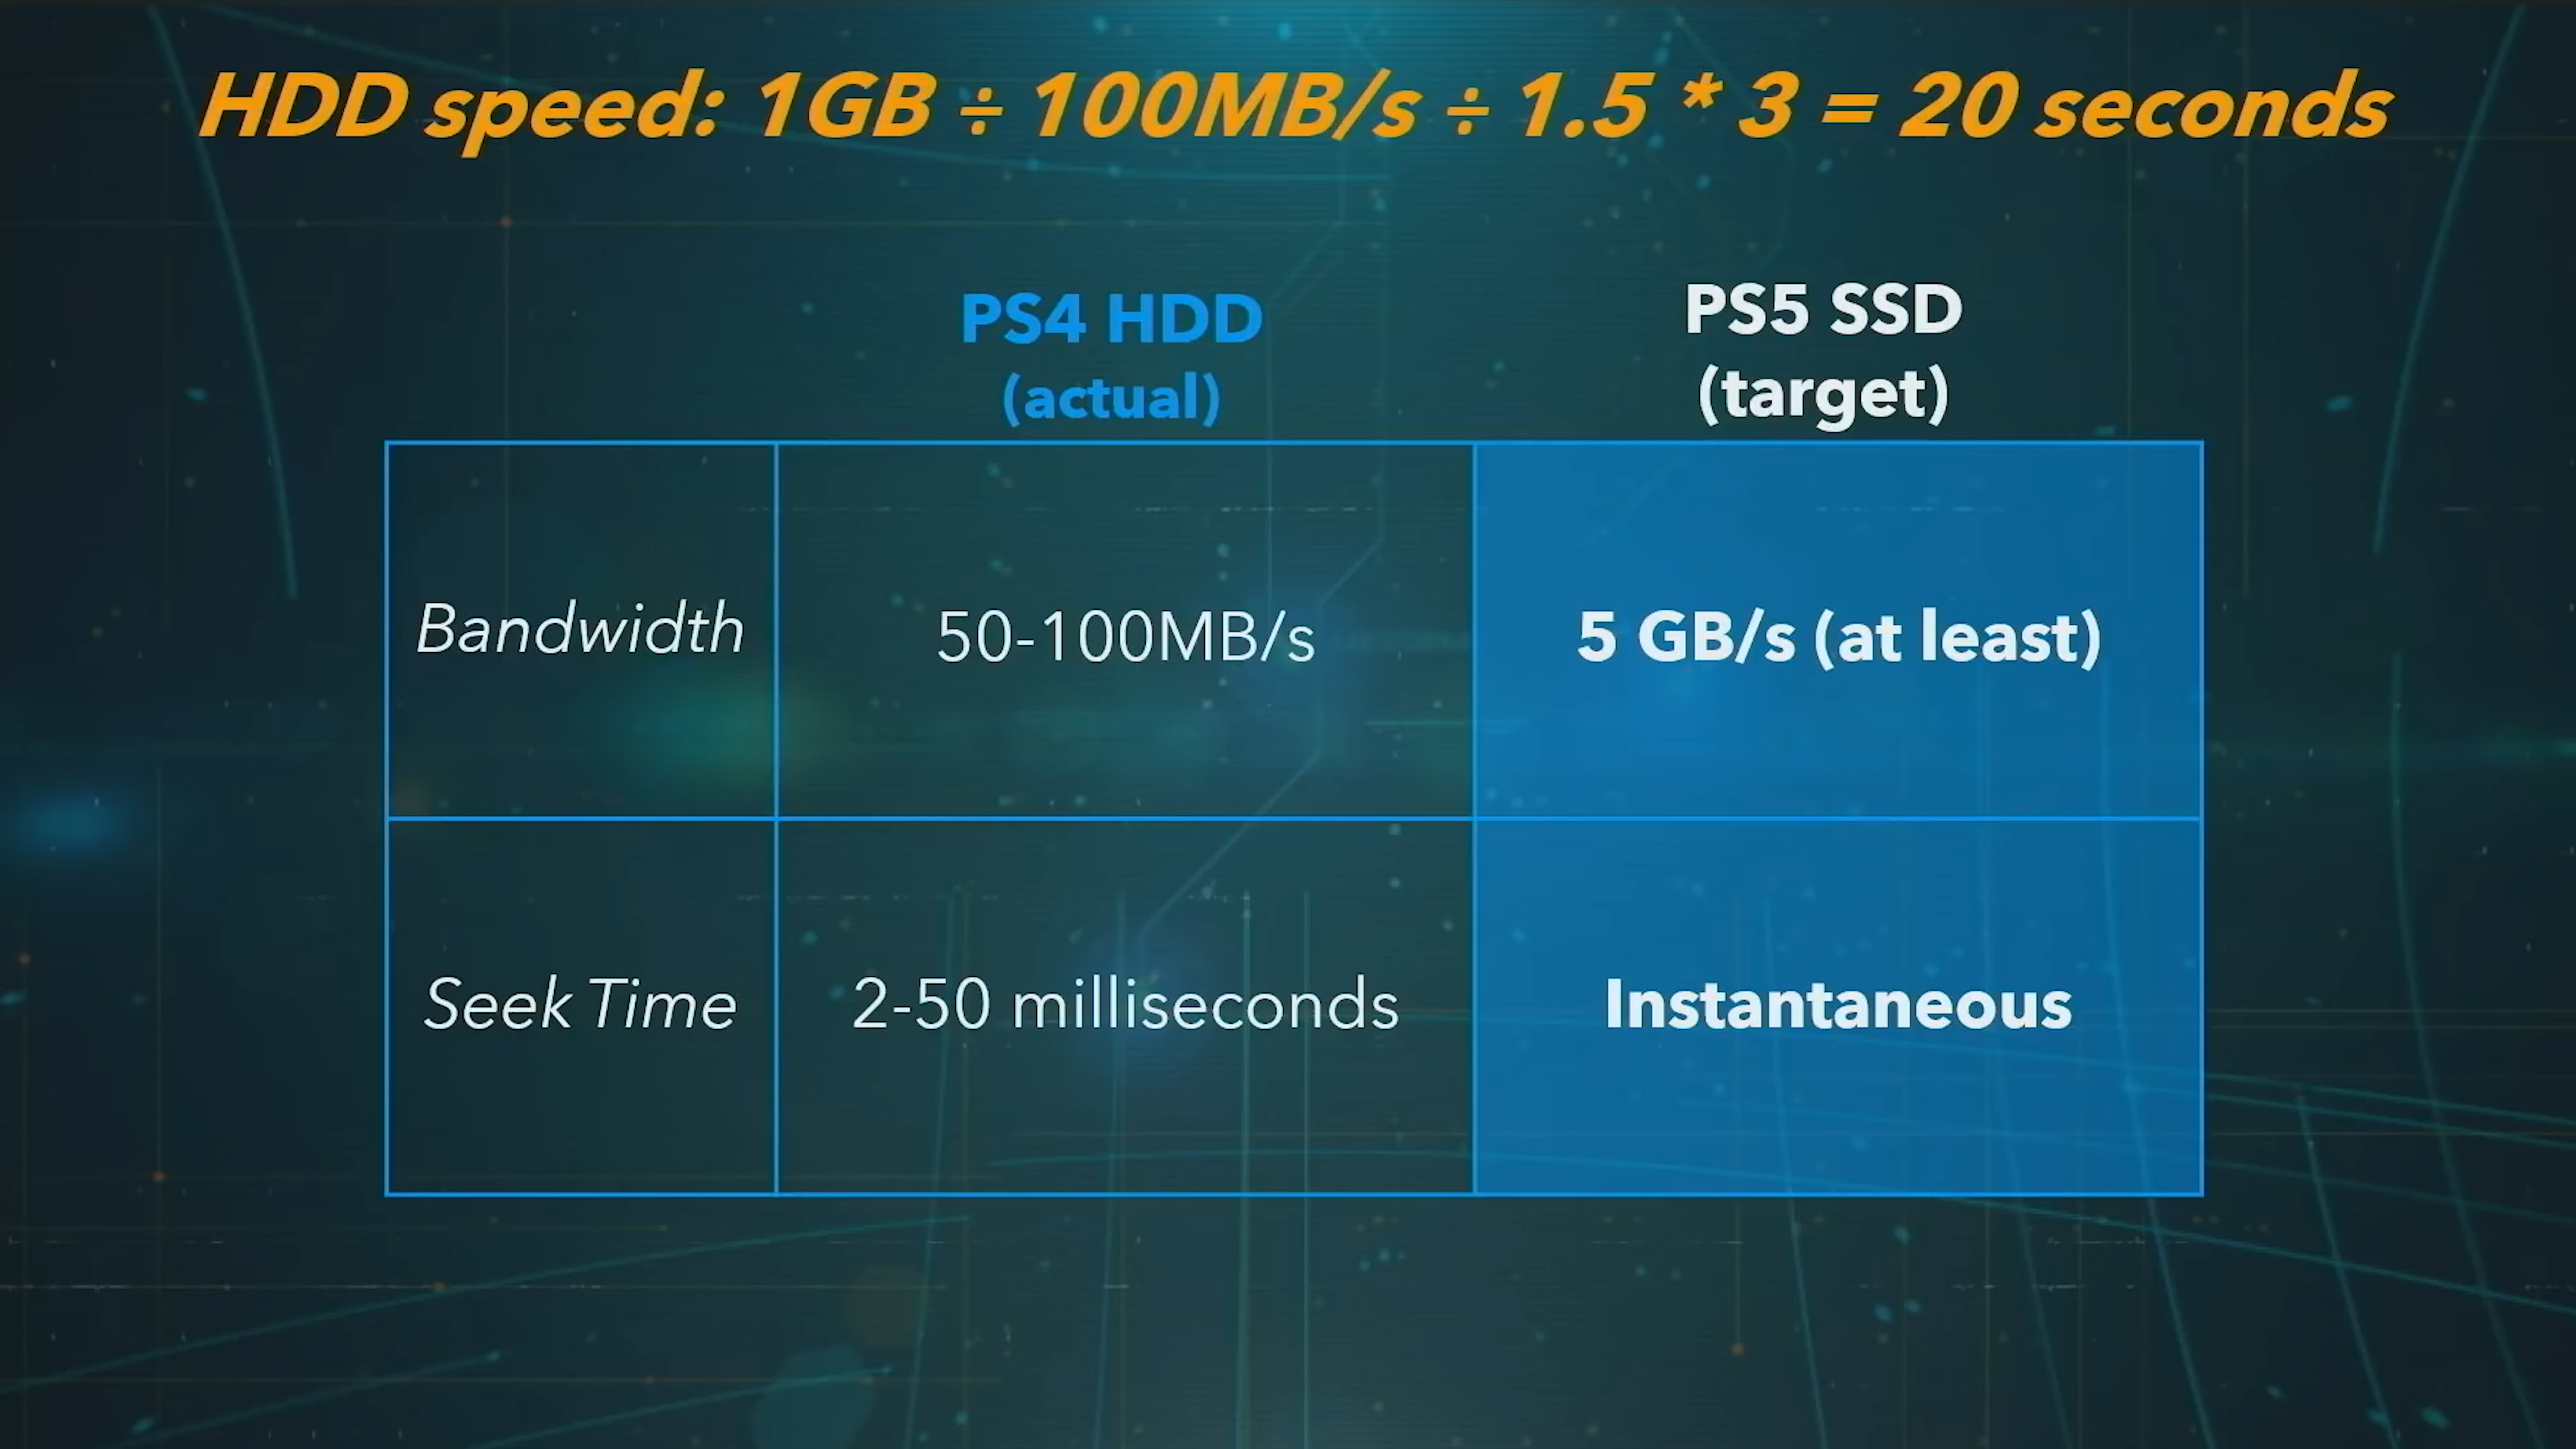 HDD speed: 1GB ÷ 100MB/s ÷ 1.5 * 3 = 20 seconds
PS4 HDD
(actual)
PS5 SSD
(target)
Bandwidth
50-100MB/s
5 GB/s (at least)
Seek Time
2-50 milliseconds
Instantaneous